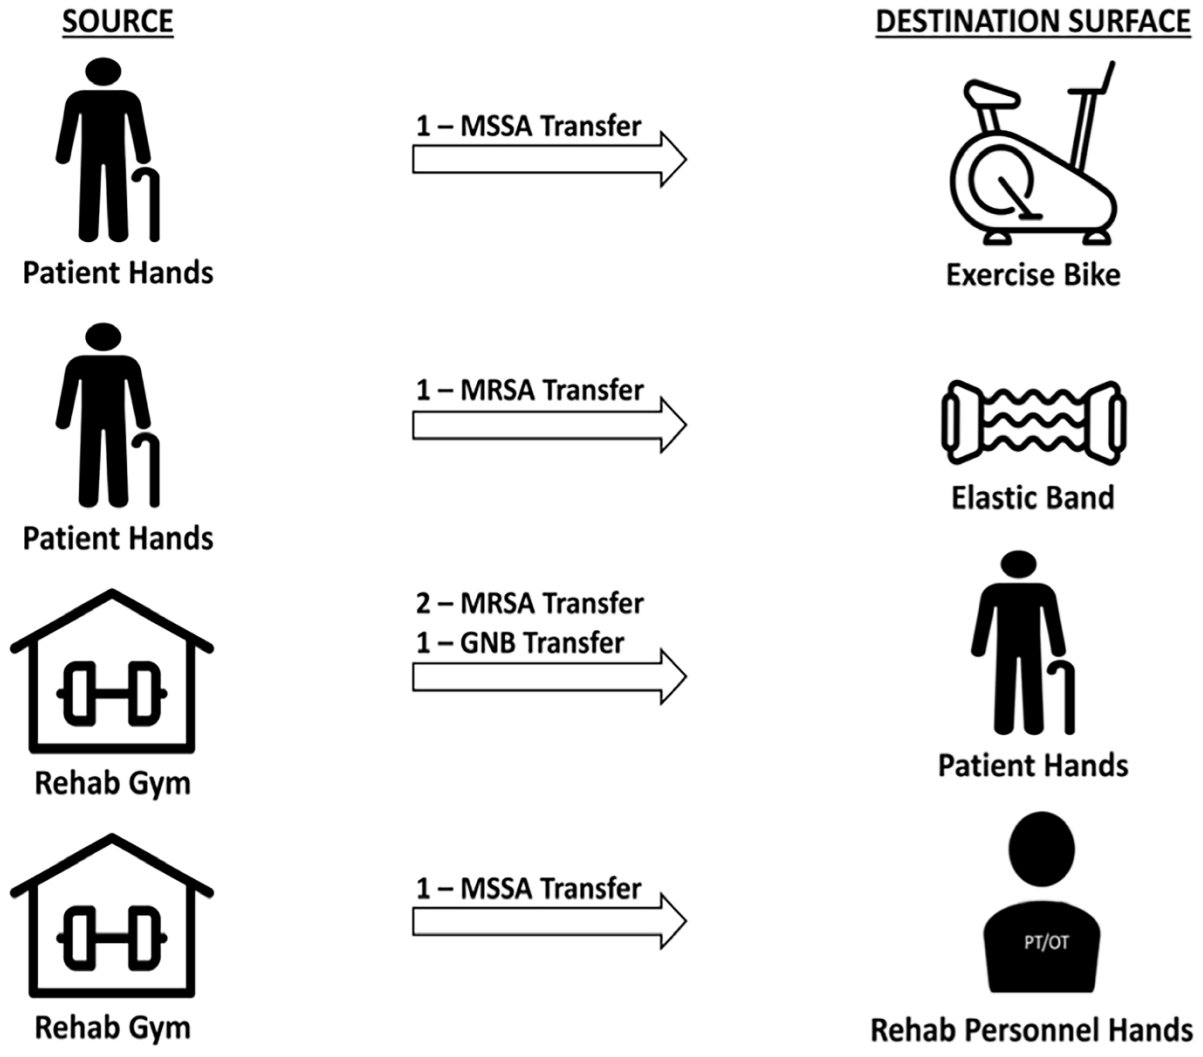 SOURCE
DESTINATION SURFACE
1 – MSSA Transfer
Patient Hands
Exercise Bike
1 – MRSA Transfer
Patient Hands
Elastic Band
2 – MRSA Transfer
1 – GNB Transfer
Rehab Gym
Patient Hands
1 – MSSA Transfer
PT/OT
Rehab Gym
Rehab Personnel Hands